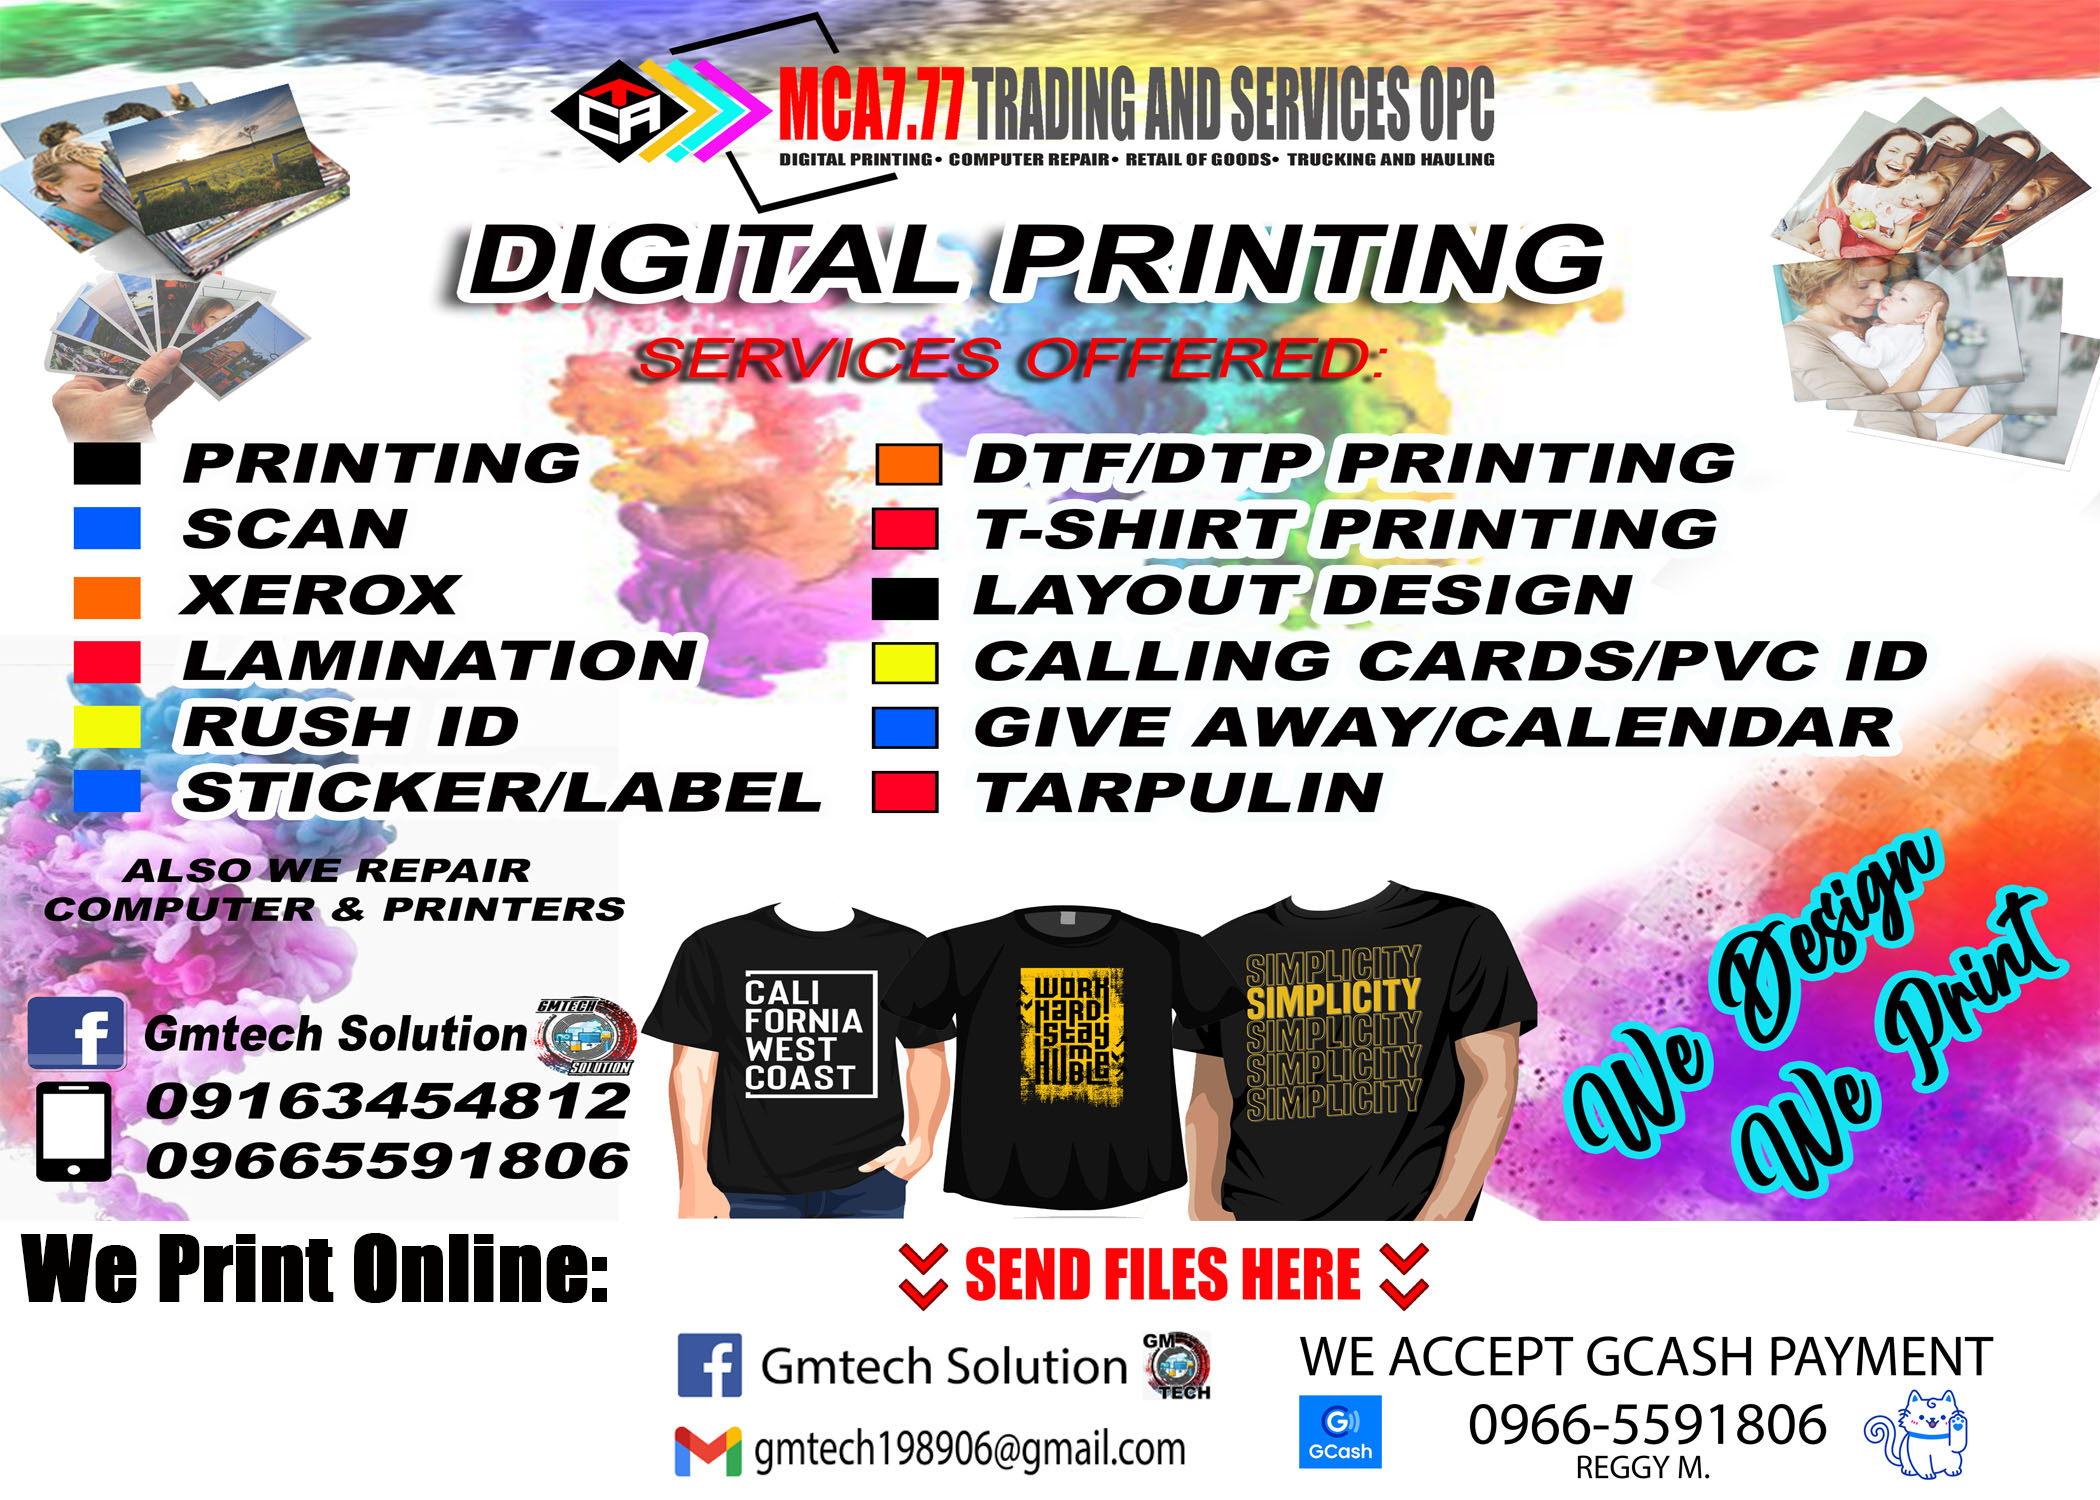 TCA
MCA7.77 TRADING AND SERVICES OPC
DIGITAL PRINTING• COMPUTER REPAIR• RETAIL OF GOODS• TRUCKING AND HAULING
DIGITAL PRINTING
SERVICES OFFERED:
PRINTING
SCAN
XEROX
LAMINATION
RUSH ID
STICKER/LABEL
DTF/DTP PRINTING
T-SHIRT PRINTING
LAYOUT DESIGN
CALLING CARDS/PVC ID
GIVE AWAY/CALENDAR
TARPULIN
ALSO WE REPAIR
COMPUTER & PRINTERS
Gmtech Solution
GMTECH
SOLUTION
09163454812
09665591806
CALI
FORNIA
WEST
COAST
WORK
HARD!
STAY
HUBLE
SIMPLICITY
SIMPLICITY
SIMPLICITY
SIMPLICITY
SIMPLICITY
We Design
We Print
We Print Online:
SEND FILES HERE
Gmtech Solution
GM
TECH
gmtech198906@gmail.com
WE ACCEPT GCASH PAYMENT
GCash
0966-5591806
REGGY M.